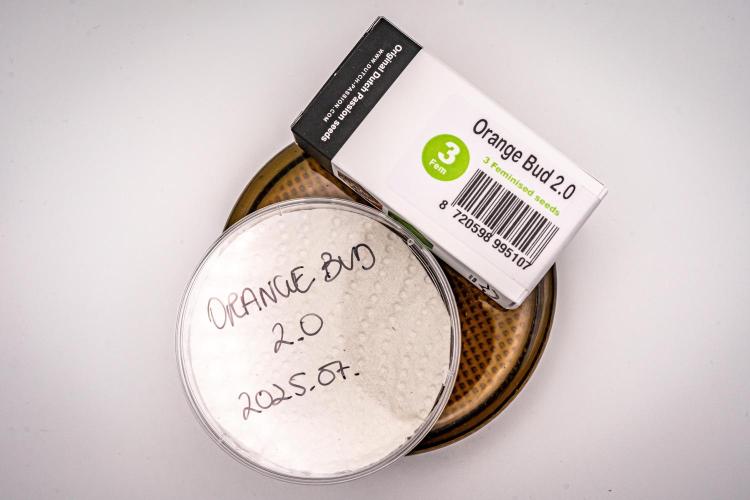 Original Dutch Passion seeds
WWW.DUTCH-PASSION.COM
3
Fem
Orange Bud 2.0
3 Feminised seeds
8 720598 995107
ORANGE BUD
2.0
2025.07.